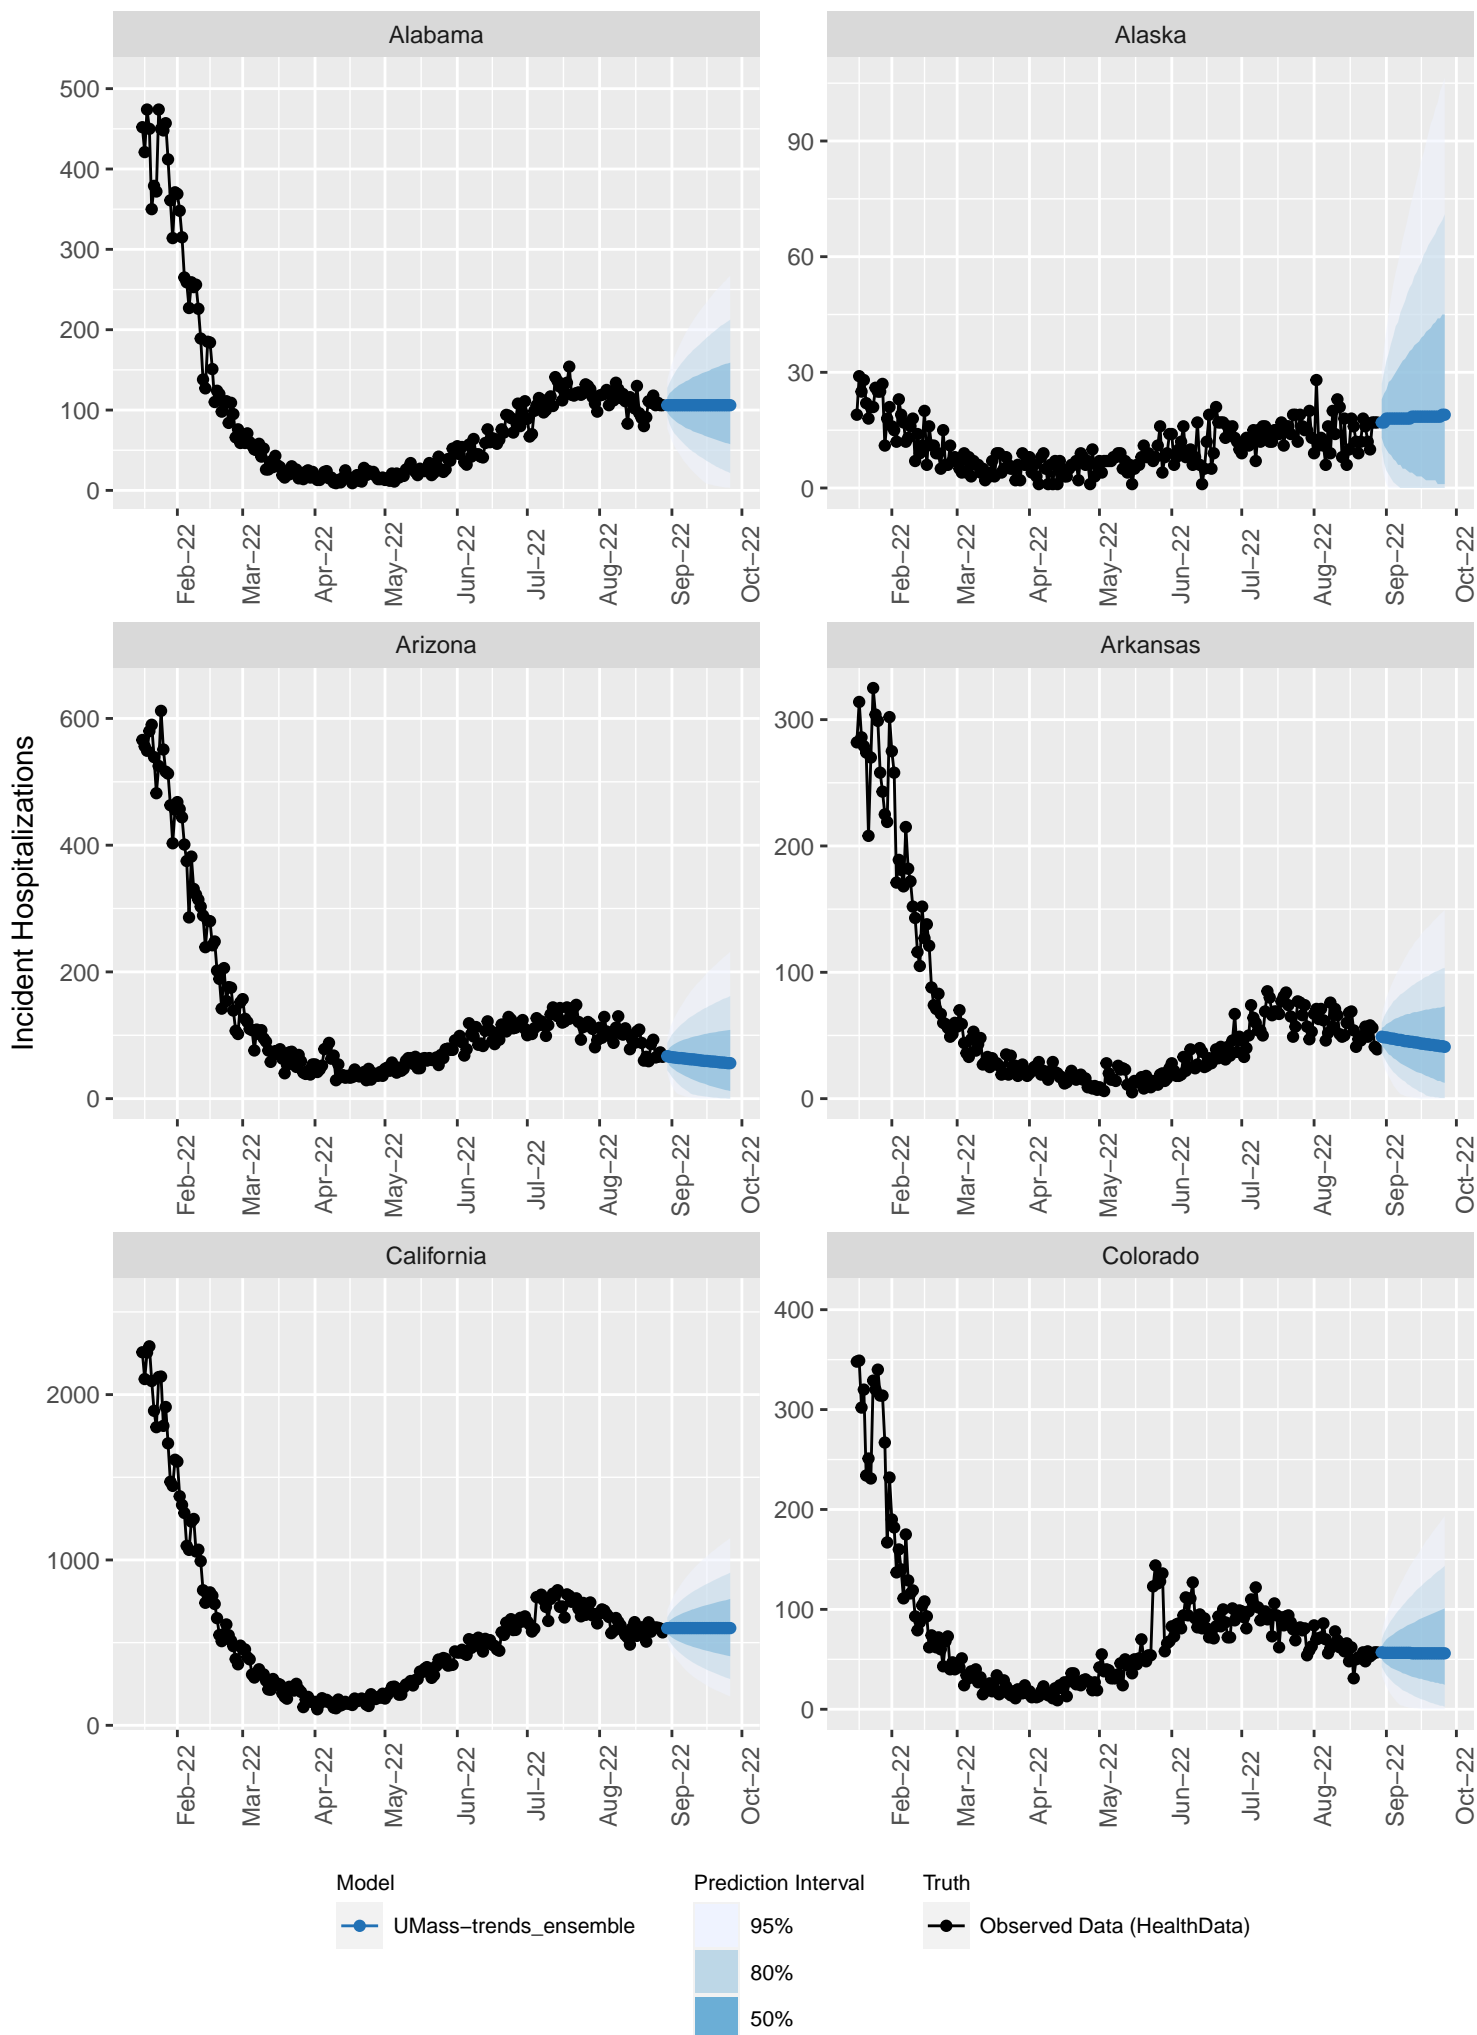 Alabama
Alaska
500
400
300
200
100
0
90
60
30
0
Feb−22
Mar−22
Apr−22
May−22
Jun−22
Jul−22
Aug−22
Sep−22
Oct−22
Feb−22
Mar−22
Apr−22
May−22
Jun−22
Jul−22
Aug−22
Sep−22
Oct−22
Incident Hospitalizations
Arizona
Arkansas
600
400
200
0
300
200
100
0
Feb−22
Mar−22
Apr−22
May−22
Jun−22
Jul−22
Aug−22
Sep−22
Oct−22
Feb−22
Mar−22
Apr−22
May−22
Jun−22
Jul−22
Aug−22
Sep−22
Oct−22
California
Colorado
2000
1000
0
400
300
200
100
0
Feb−22
Mar−22
Apr−22
May−22
Jun−22
Jul−22
Aug−22
Sep−22
Oct−22
Feb−22
Mar−22
Apr−22
May−22
Jun−22
Jul−22
Aug−22
Sep−22
Oct−22
Model
UMass−trends_ensemble
Prediction Interval
95%
80%
50%
Truth
Observed Data (HealthData)